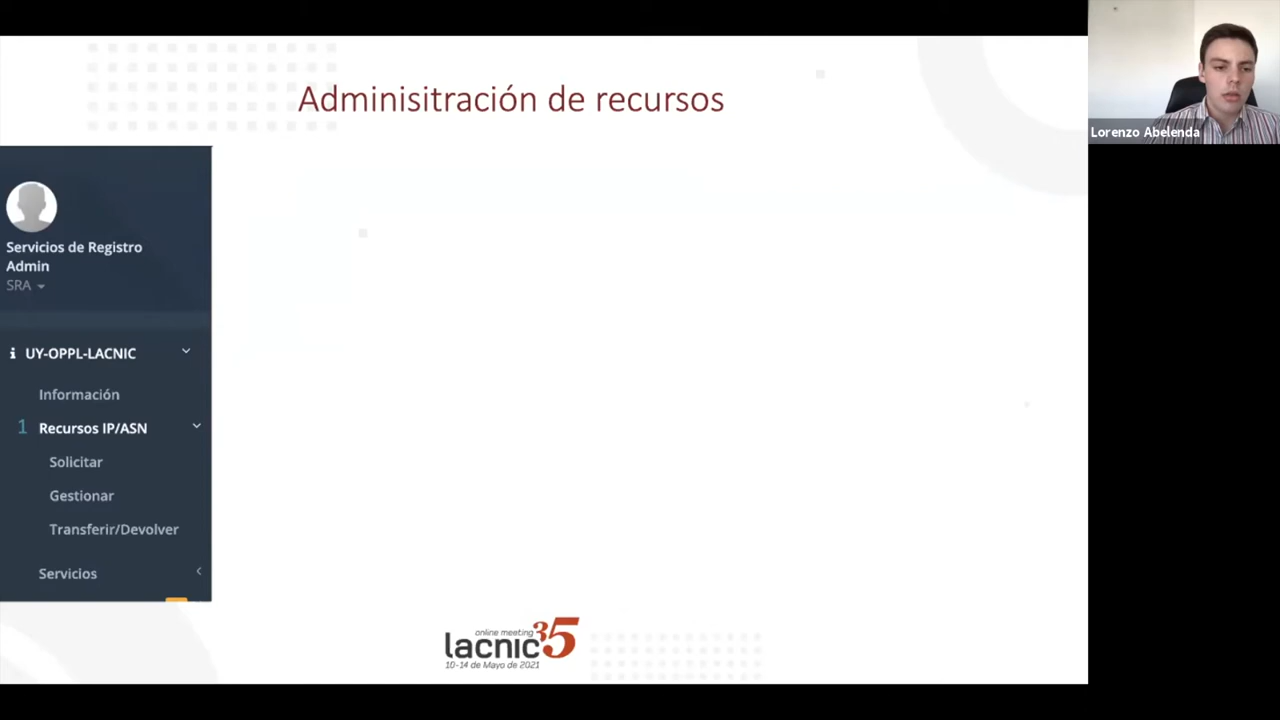 Adminisitración de recursos
Lorenzo Abelenda
Servicios de Registro
Admin
SRA
UY-OPPL-LACNIC
Información
1 Recursos IP/ASN
Solicitar
Gestionar
Transferir/Devolver
Servicios
online meeting
lacnic35
10-14 de Mayo de 2021